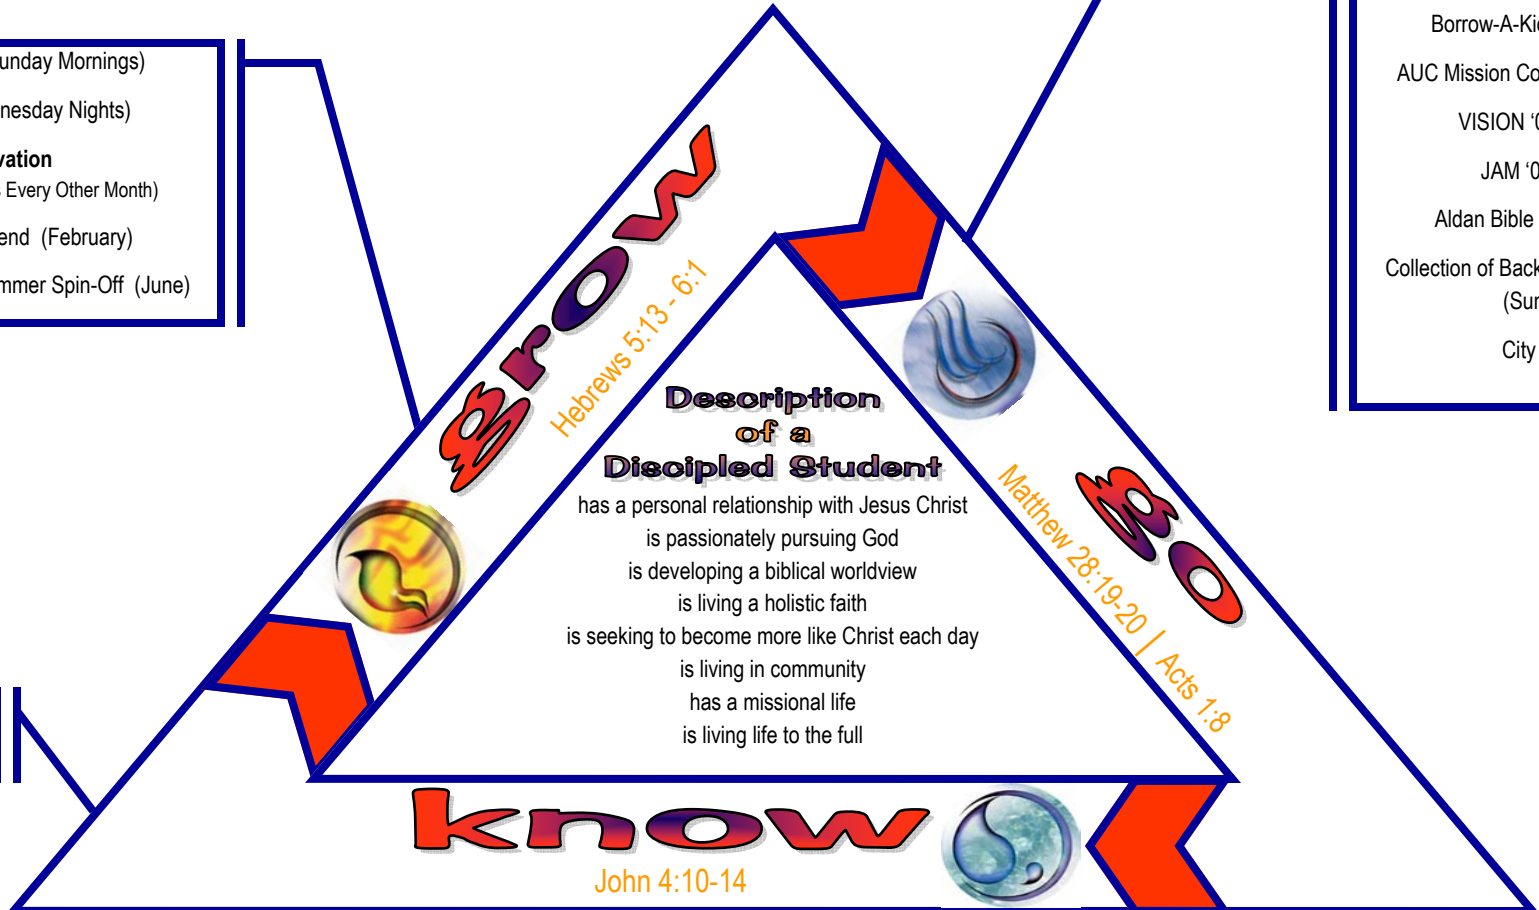 unday Mornings)
nesday Nights)
vation
s Every Other Month)
end (February)
mmer Spin-Off (June)
grow
Hebrews 5:13 - 6:1
Description
of a
Discipled Student
has a personal relationship with Jesus Christ
is passionately pursuing God
is developing a biblical worldview
is living a holistic faith
is seeking to become more like Christ each day
is living in community
has a missional life
is living life to the full
go
Matthew 28:19-20 | Acts 1:8
know
John 4:10-14
Borrow-A-Ki
AUC Mission Co
VISION ‘0
JAM ‘0
Aldan Bible
Collection of Back
(Sur
City